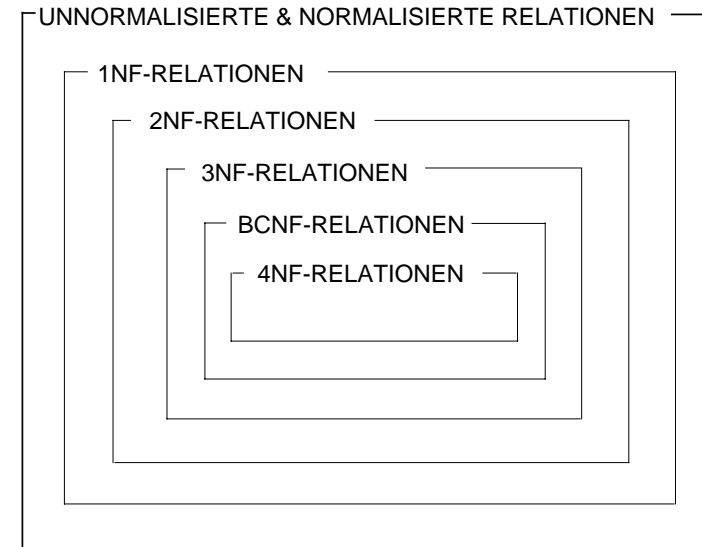 UNNORMALISIERTE & NORMALISIERTE RELATIONEN
1NF-RELATIONEN
2NF-RELATIONEN
3NF-RELATIONEN
BCNF-RELATIONEN
4NF-RELATIONEN